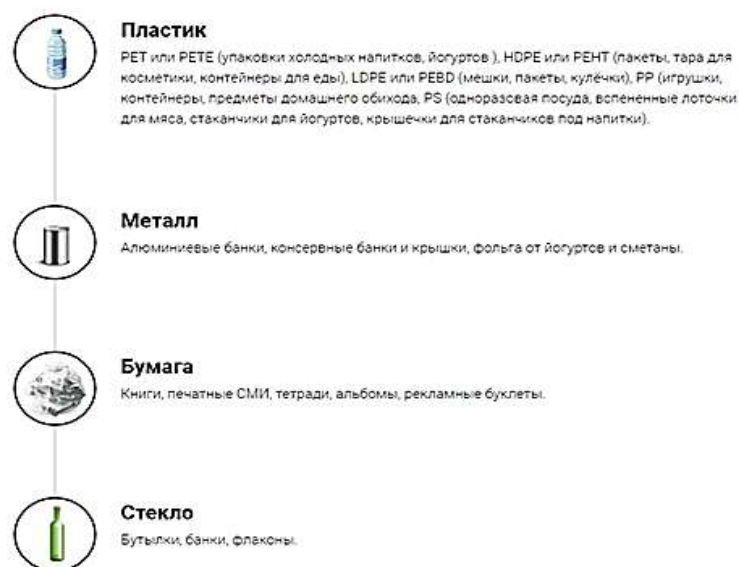 Пластик
PET или PETE (упаковки холодных напитков, йогуртов ), HDPE или PEHT (пакеты, тара для
косметики, контейнеры для еды), LDPE или PEBD (мешки, пакеты, кулёчки), PP (игрушки,
контейнеры, предметы домашнего обихода, PS (одноразовая посуда, вспененные лоточки
для мяса, стаканчики для йогуртов, крышечки для стаканчиков под напитки).
Металл
Алюминиевые банки, консервные банки и крышки, фольга от йогуртов и сметаны.
Бумага
Книги, печатные СМИ, тетради, альбомы, рекламные буклеты.
Стекло
Бутылки, банки, флаконы.